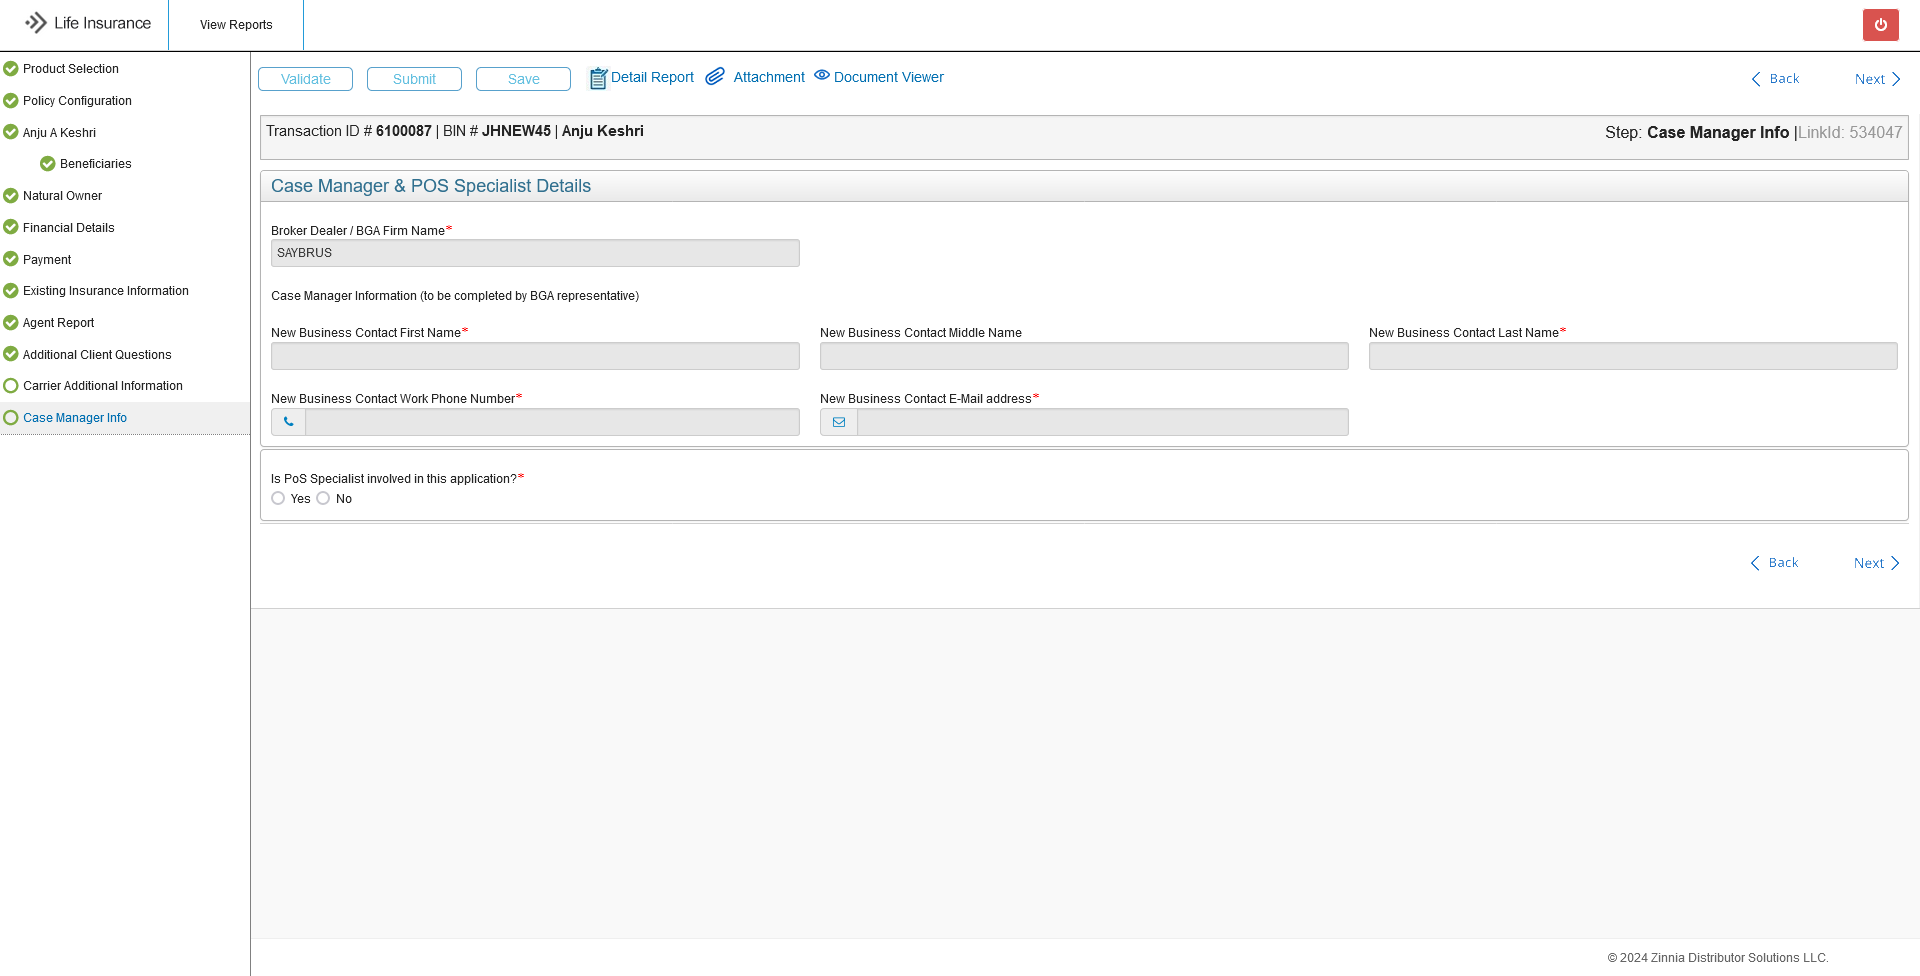 Life Insurance
View Reports
Product Selection
Policy Configuration
Anju A Keshri
Beneficiaries
Natural Owner
Financial Details
Payment
Existing Insurance Information
Agent Report
Additional Client Questions
Carrier Additional Information
Case Manager Info
Validate Submit Save Detail Report Attachment Document Viewer Back Next
Transaction ID # 6100087 | BIN # JHNEW45 | Anju Keshri
Step: Case Manager Info |LinkId: 534047
Case Manager & POS Specialist Details
Broker Dealer / BGA Firm Name*
SAYBRUS
Case Manager Information (to be completed by BGA representative)
New Business Contact First Name* New Business Contact Middle Name New Business Contact Last Name*
New Business Contact Work Phone Number* New Business Contact E-Mail address*
Is PoS Specialist involved in this application?*
Yes No
Back Next
© 2024 Zinnia Distributor Solutions LLC.